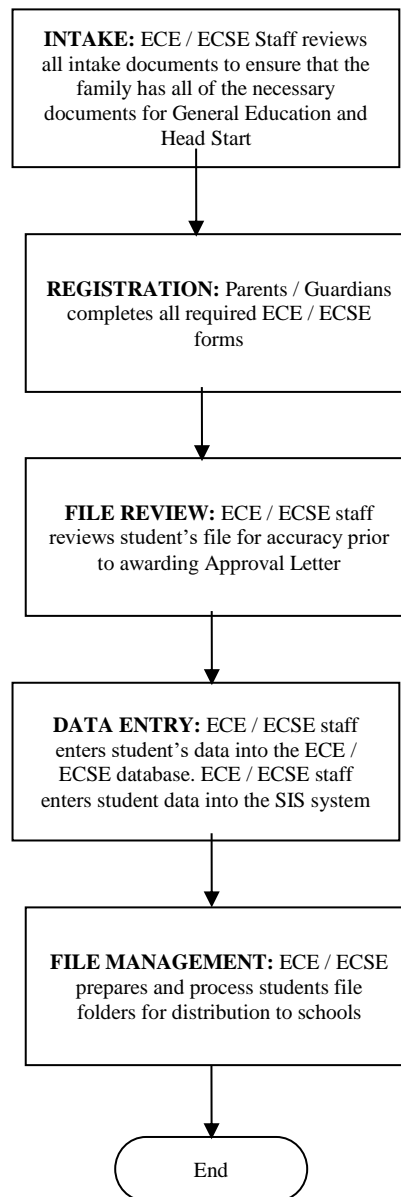 INTAKE: ECE / ECSE Staff reviews
all intake documents to ensure that the
family has all of the necessary
documents for General Education and
Head Start
REGISTRATION: Parents / Guardians
completes all required ECE / ECSE
forms
FILE REVIEW: ECE / ECSE staff
reviews student’s file for accuracy prior
to awarding Approval Letter
DATA ENTRY: ECE / ECSE staff
enters student’s data into the ECE /
ECSE database. ECE / ECSE staff
enters student data into the SIS system
FILE MANAGEMENT: ECE / ECSE
prepares and process students file
folders for distribution to schools
End